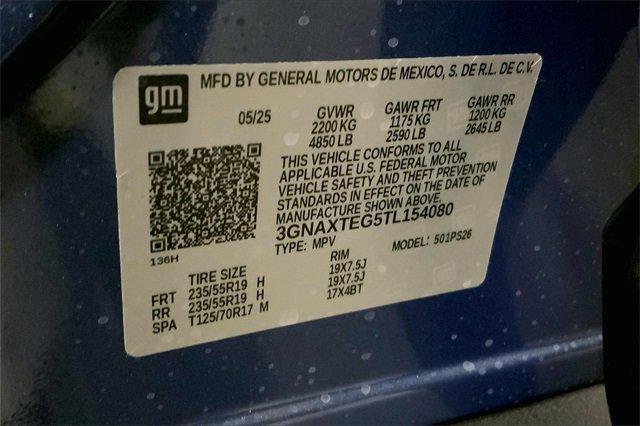 gm
MFD BY GENERAL MOTORS DE MEXICO, S. DE R.L. DE C.V.
05/25 GVWR GAWR FRT GAWR RR
2200 KG 1175 KG 1200 KG
4850 LB 2590 LB 2645 LB
THIS VEHICLE CONFORMS TO ALL
APPLICABLE U.S. FEDERAL MOTOR
VEHICLE SAFETY AND THEFT PREVENTION
STANDARDS IN EFFECT ON THE DATE OF
MANUFACTURE SHOWN ABOVE.
3GNAXTEG5TL154080
TYPE: MPV MODEL: 501PS26
136H
TIRE SIZE RIM
FRT 235/55R19 H 19X7.5J
RR 235/55R19 H 19X7.5J
SPA T125/70R17 M 17X4BT